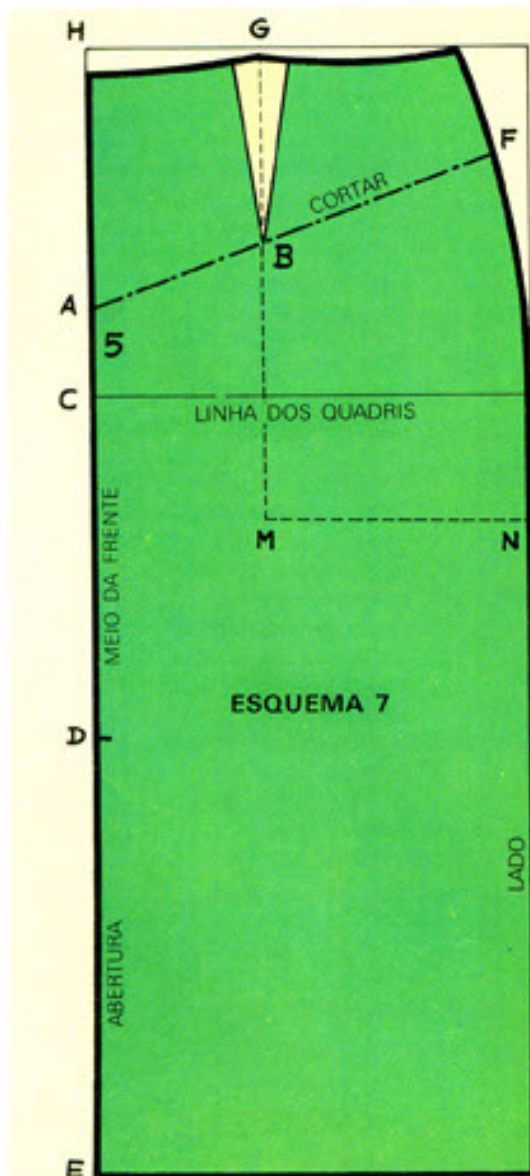 H
G
F
CORTAR
B
A
5
C
LINHA DOS QUADRIS
MEIO DA FRENTE
M
N
ESQUEMA 7
D
LADO
ABERTURA
E